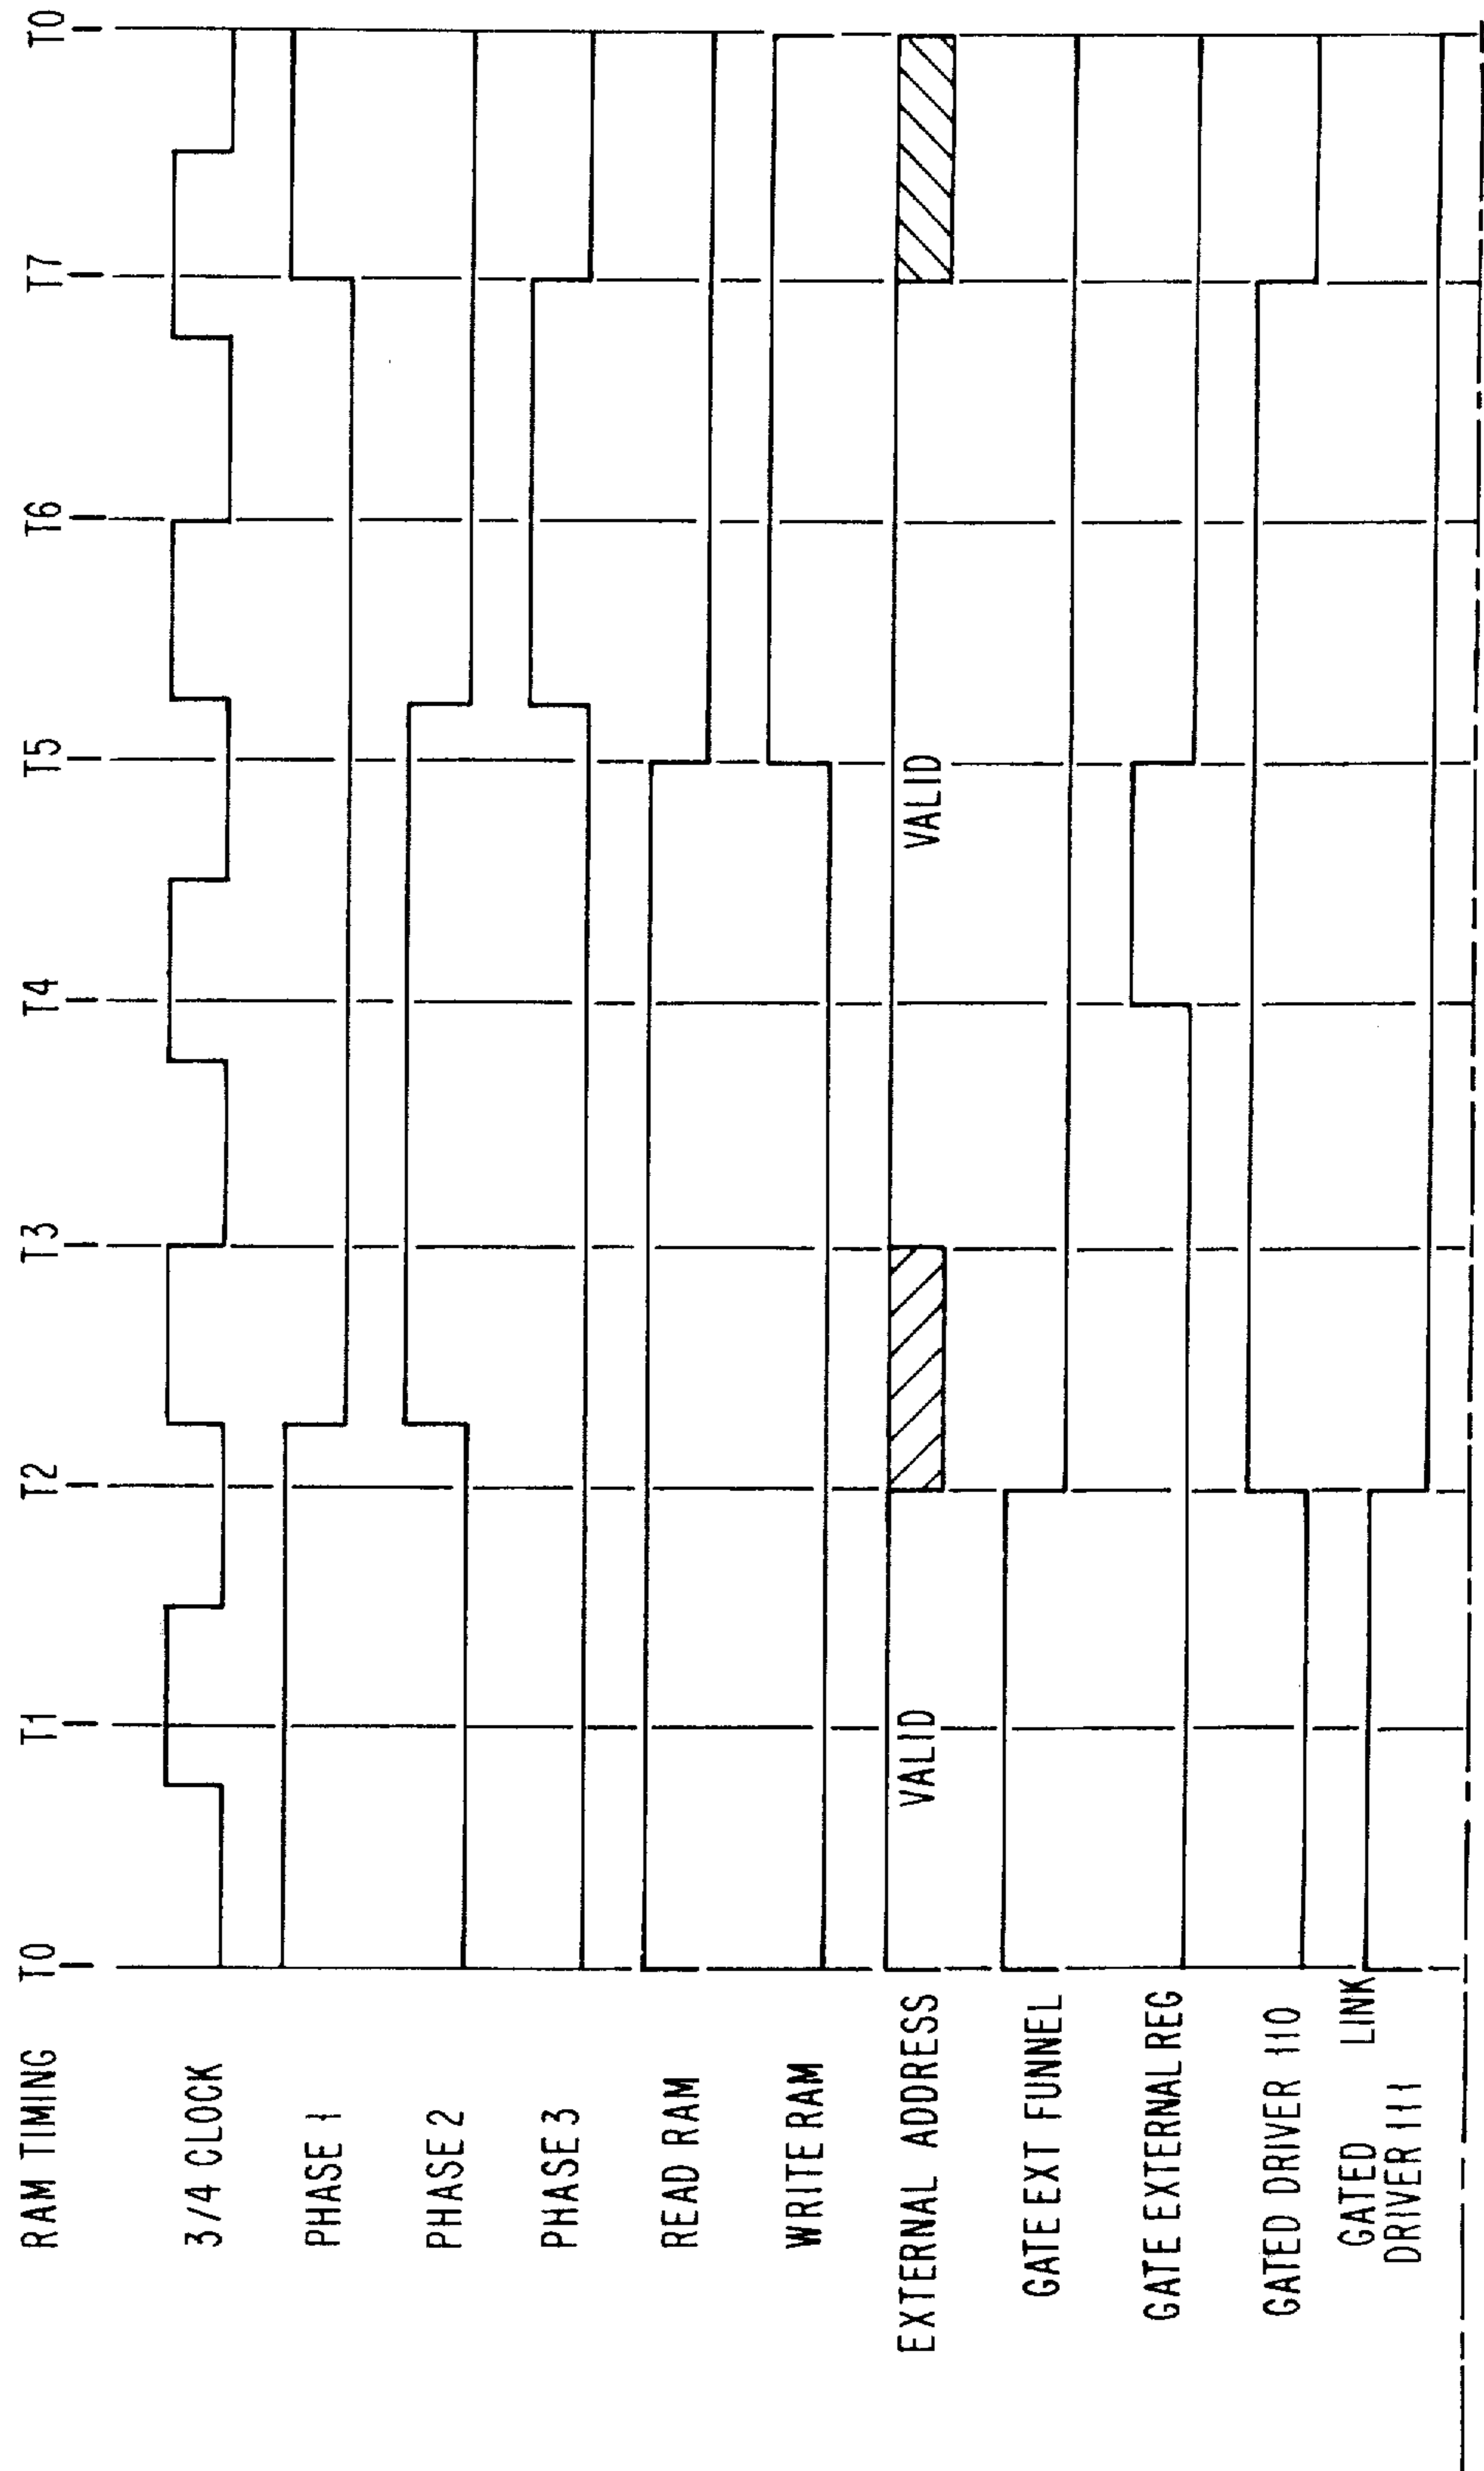 RAM TIMING
T0 T1 T2 T3 T4 T5 T6 T7 T0
3/4 CLOCK
PHASE 1
PHASE 2
PHASE 3
READ RAM
WRITE RAM
EXTERNAL ADDRESS
VALID VALID
GATE EXT FUNNEL
GATE EXTERNAL REG
GATED DRIVER 110
GATED LINK
DRIVER 111